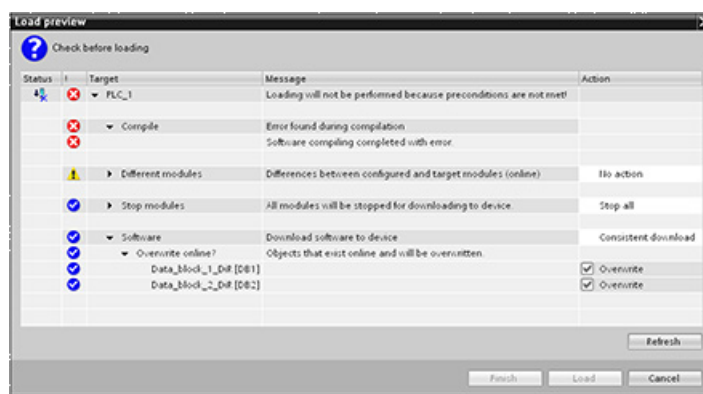 Load preview
? Check before loading
Status ! Target Message Action
PLC_1 Loading will not be performed because preconditions are not met!
Compile Error found during compilation
Software compiling completed with error.
Different modules Differences between configured and target modules (online) No action
Stop modules All modules will be stopped for downloading to device. Stop all
Software Download software to device Consistent download
Overwrite online? Objects that exist online and will be overwritten.
Data_block_1_DiR [DB1] Overwrite
Data_block_2_DiR [DB2] Overwrite
Refresh
Finish Load Cancel